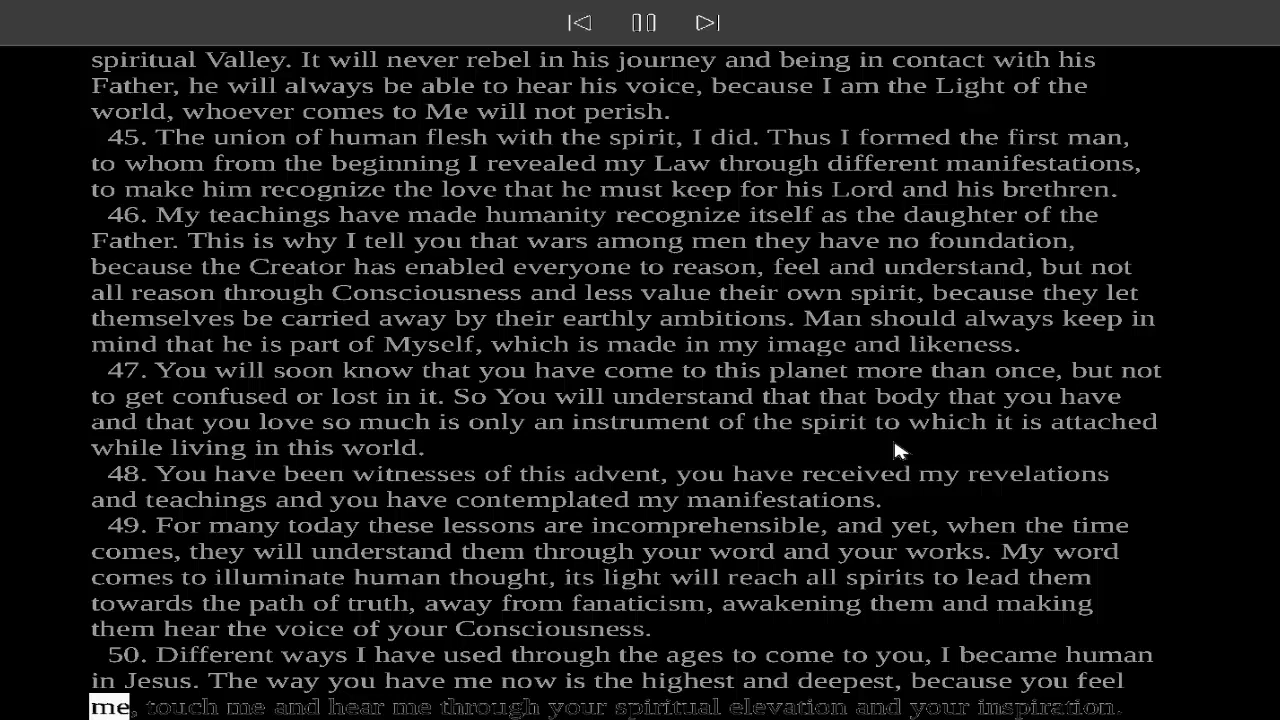 spiritual Valley. It will never rebel in his journey and being in contact with his
Father, he will always be able to hear his voice, because I am the Light of the
world, whoever comes to Me will not perish.
45. The union of human flesh with the spirit, I did. Thus I formed the first man,
to whom from the beginning I revealed my Law through different manifestations,
to make him recognize the love that he must keep for his Lord and his brethren.
46. My teachings have made humanity recognize itself as the daughter of the
Father. This is why I tell you that wars among men they have no foundation,
because the Creator has enabled everyone to reason, feel and understand, but not
all reason through Consciousness and less value their own spirit, because they let
themselves be carried away by their earthly ambitions. Man should always keep in
mind that he is part of Myself, which is made in my image and likeness.
47. You will soon know that you have come to this planet more than once, but not
to get confused or lost in it. So You will understand that that body that you have
and that you love so much is only an instrument of the spirit to which it is attached
while living in this world.
48. You have been witnesses of this advent, you have received my revelations
and teachings and you have contemplated my manifestations.
49. For many today these lessons are incomprehensible, and yet, when the time
comes, they will understand them through your word and your works. My word
comes to illuminate human thought, its light will reach all spirits to lead them
towards the path of truth, away from fanaticism, awakening them and making
them hear the voice of your Consciousness.
50. Different ways I have used through the ages to come to you, I became human
in Jesus. The way you have me now is the highest and deepest, because you feel
me, touch me and hear me through your spiritual elevation and your inspiration.